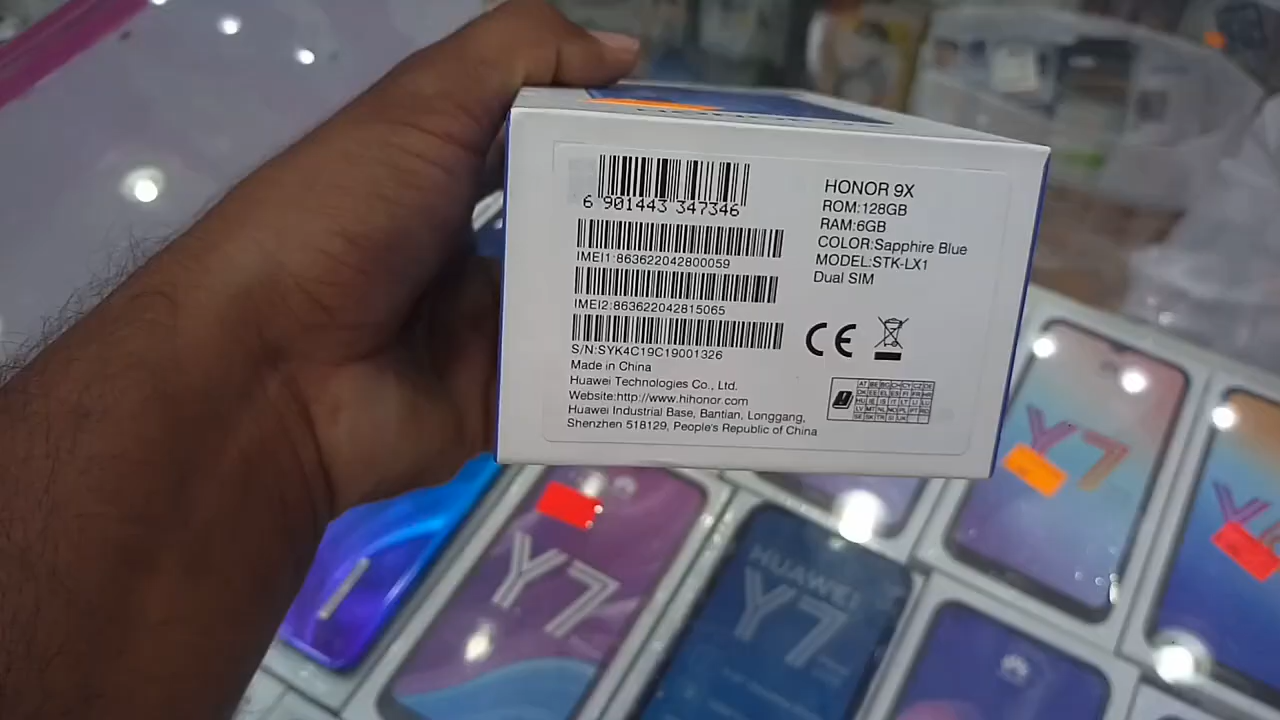 6 901443 347346
IMEI1:863622042800059
IMEI2:863622042815065
S/N:SYK4C19C19001326
Made in China
Huawei Technologies Co., Ltd.
Website:http://www.hihonor.com
Huawei Industrial Base, Bantian, Longgang,
Shenzhen 518129, People's Republic of China
HONOR 9X
ROM:128GB
RAM:6GB
COLOR:Sapphire Blue
MODEL:STK-LX1
Dual SIM
CE
Y7
HUAWEI
Y7
Y7